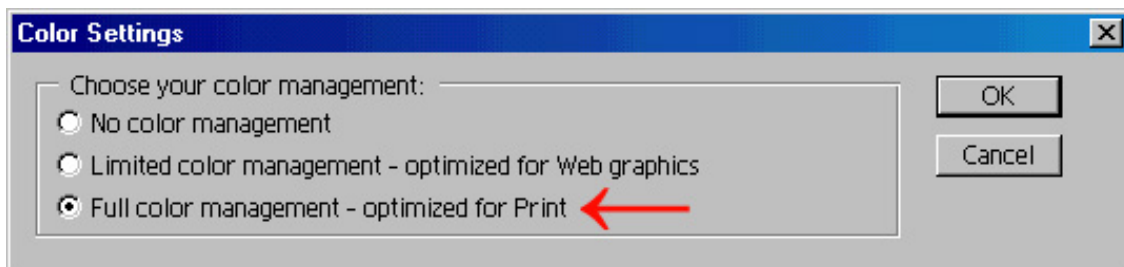 Color Settings
Choose your color management:
No color management
Limited color management - optimized for Web graphics
Full color management - optimized for Print
OK
Cancel